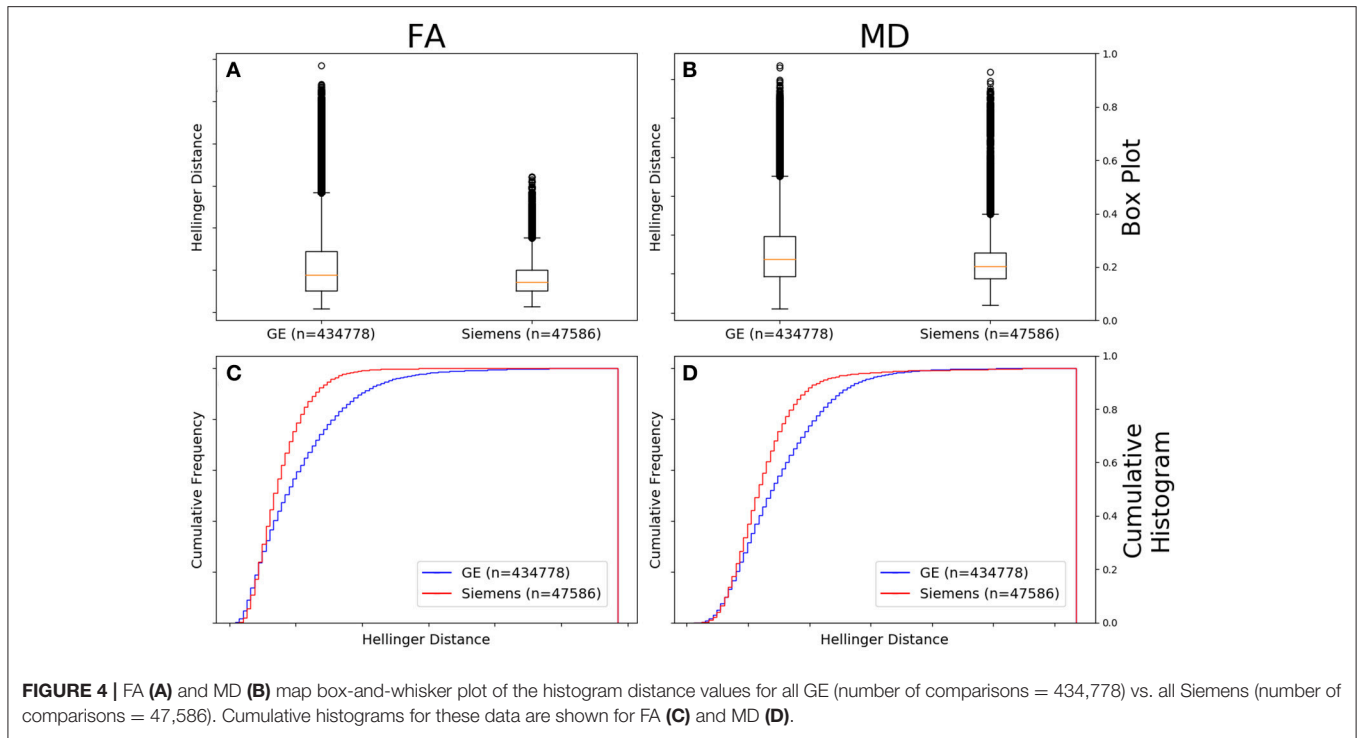 FA
MD
A
B
Hellinger Distance
Hellinger Distance
1.0
0.8
0.6
0.4
0.2
0.0
Box Plot
GE (n=434778)
Siemens (n=47586)
GE (n=434778)
Siemens (n=47586)
C
D
Cumulative Frequency
Cumulative Frequency
1.0
0.8
0.6
0.4
0.2
0.0
Cumulative
Histogram
GE (n=434778)
Siemens (n=47586)
GE (n=434778)
Siemens (n=47586)
Hellinger Distance
Hellinger Distance
FIGURE 4 | FA (A) and MD (B) map box-and-whisker plot of the histogram distance values for all GE (number of comparisons = 434,778) vs. all Siemens (number of
comparisons = 47,586). Cumulative histograms for these data are shown for FA (C) and MD (D).